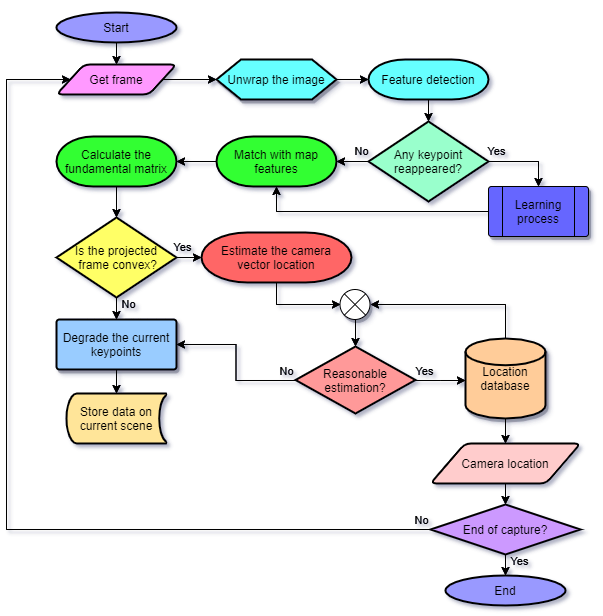 Start
Get frame
Unwrap the image
Feature detection
Any keypoint
reappeared?
No
Yes
Learning
process
Match with map
features
Calculate the
fundamental matrix
Is the projected
frame convex?
Yes
No
Estimate the camera
vector location
Degrade the current
keypoints
Store data on
current scene
Reasonable
estimation?
No
Yes
Location
database
Camera location
End of capture?
No
Yes
End